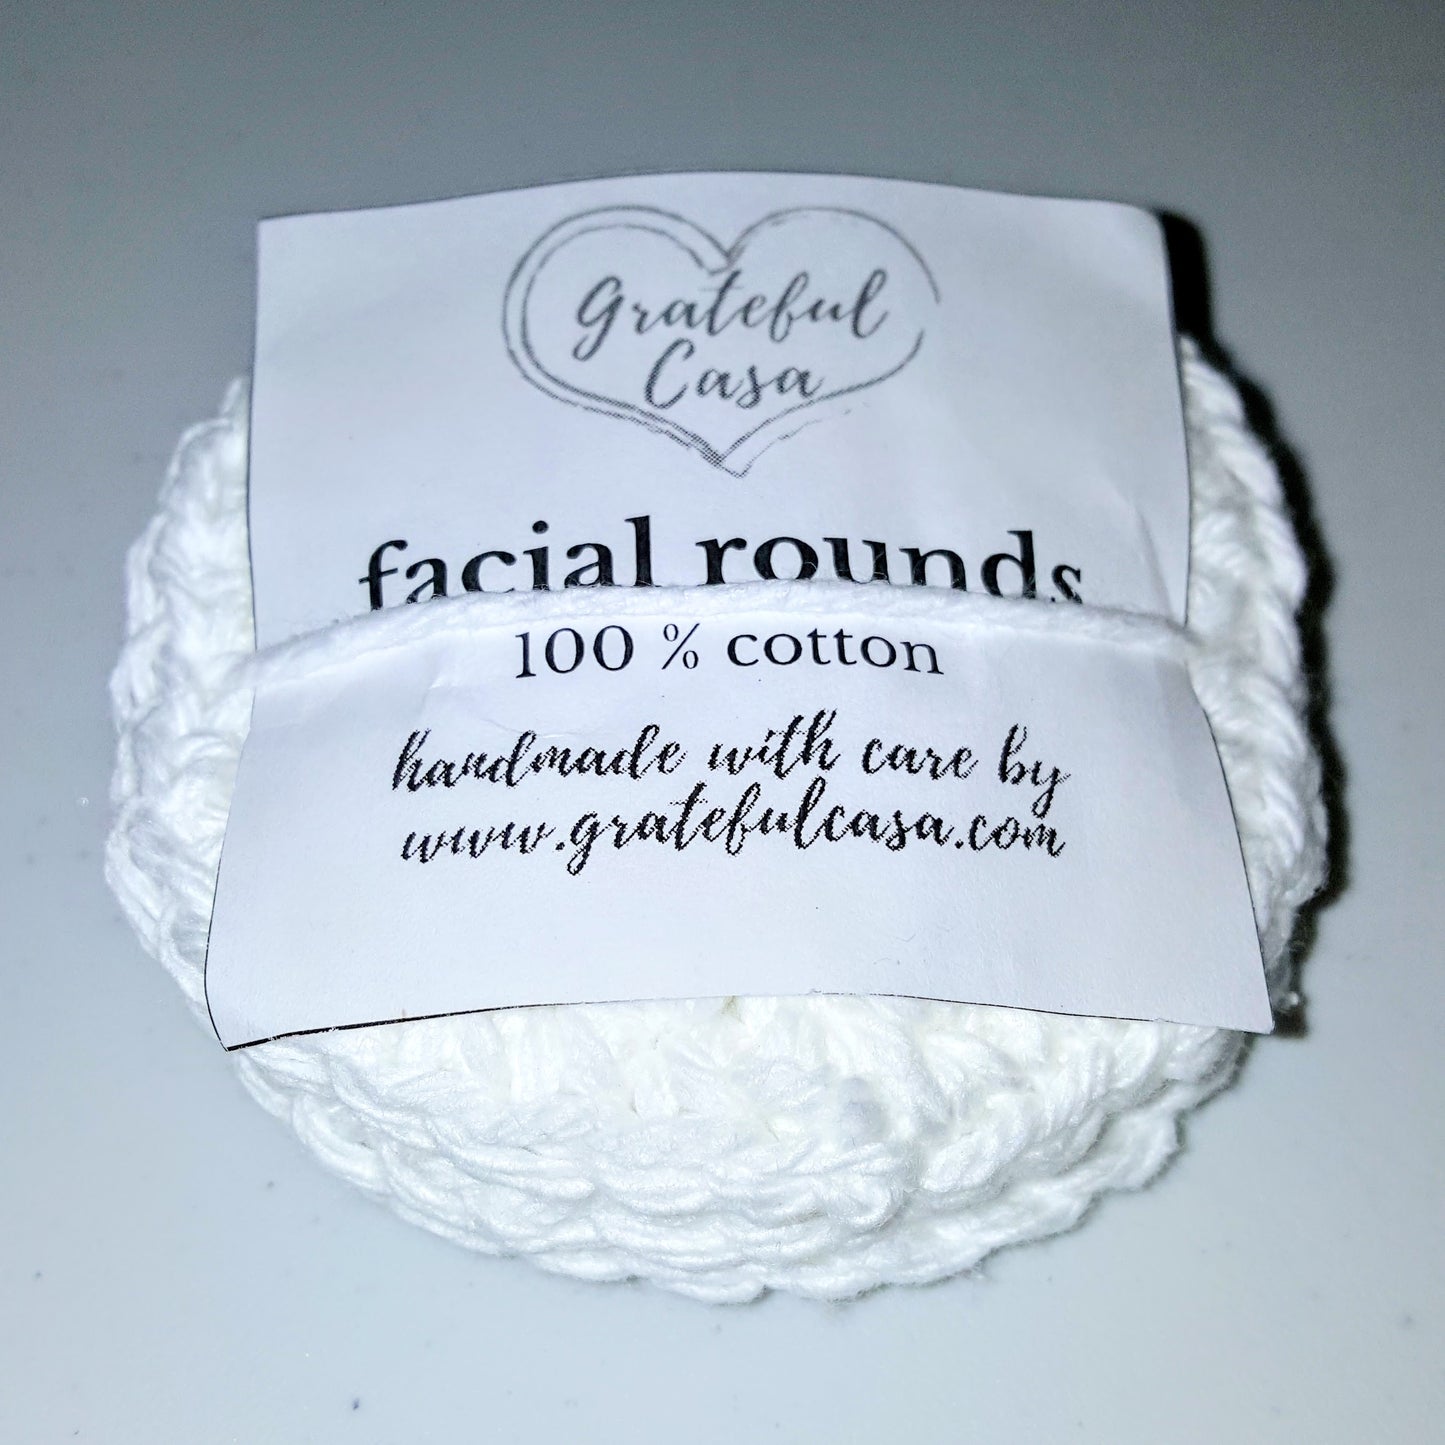 Grateful
Casa
facial rounds
100 % cotton
handmade with care by
www.gratefulcasa.com